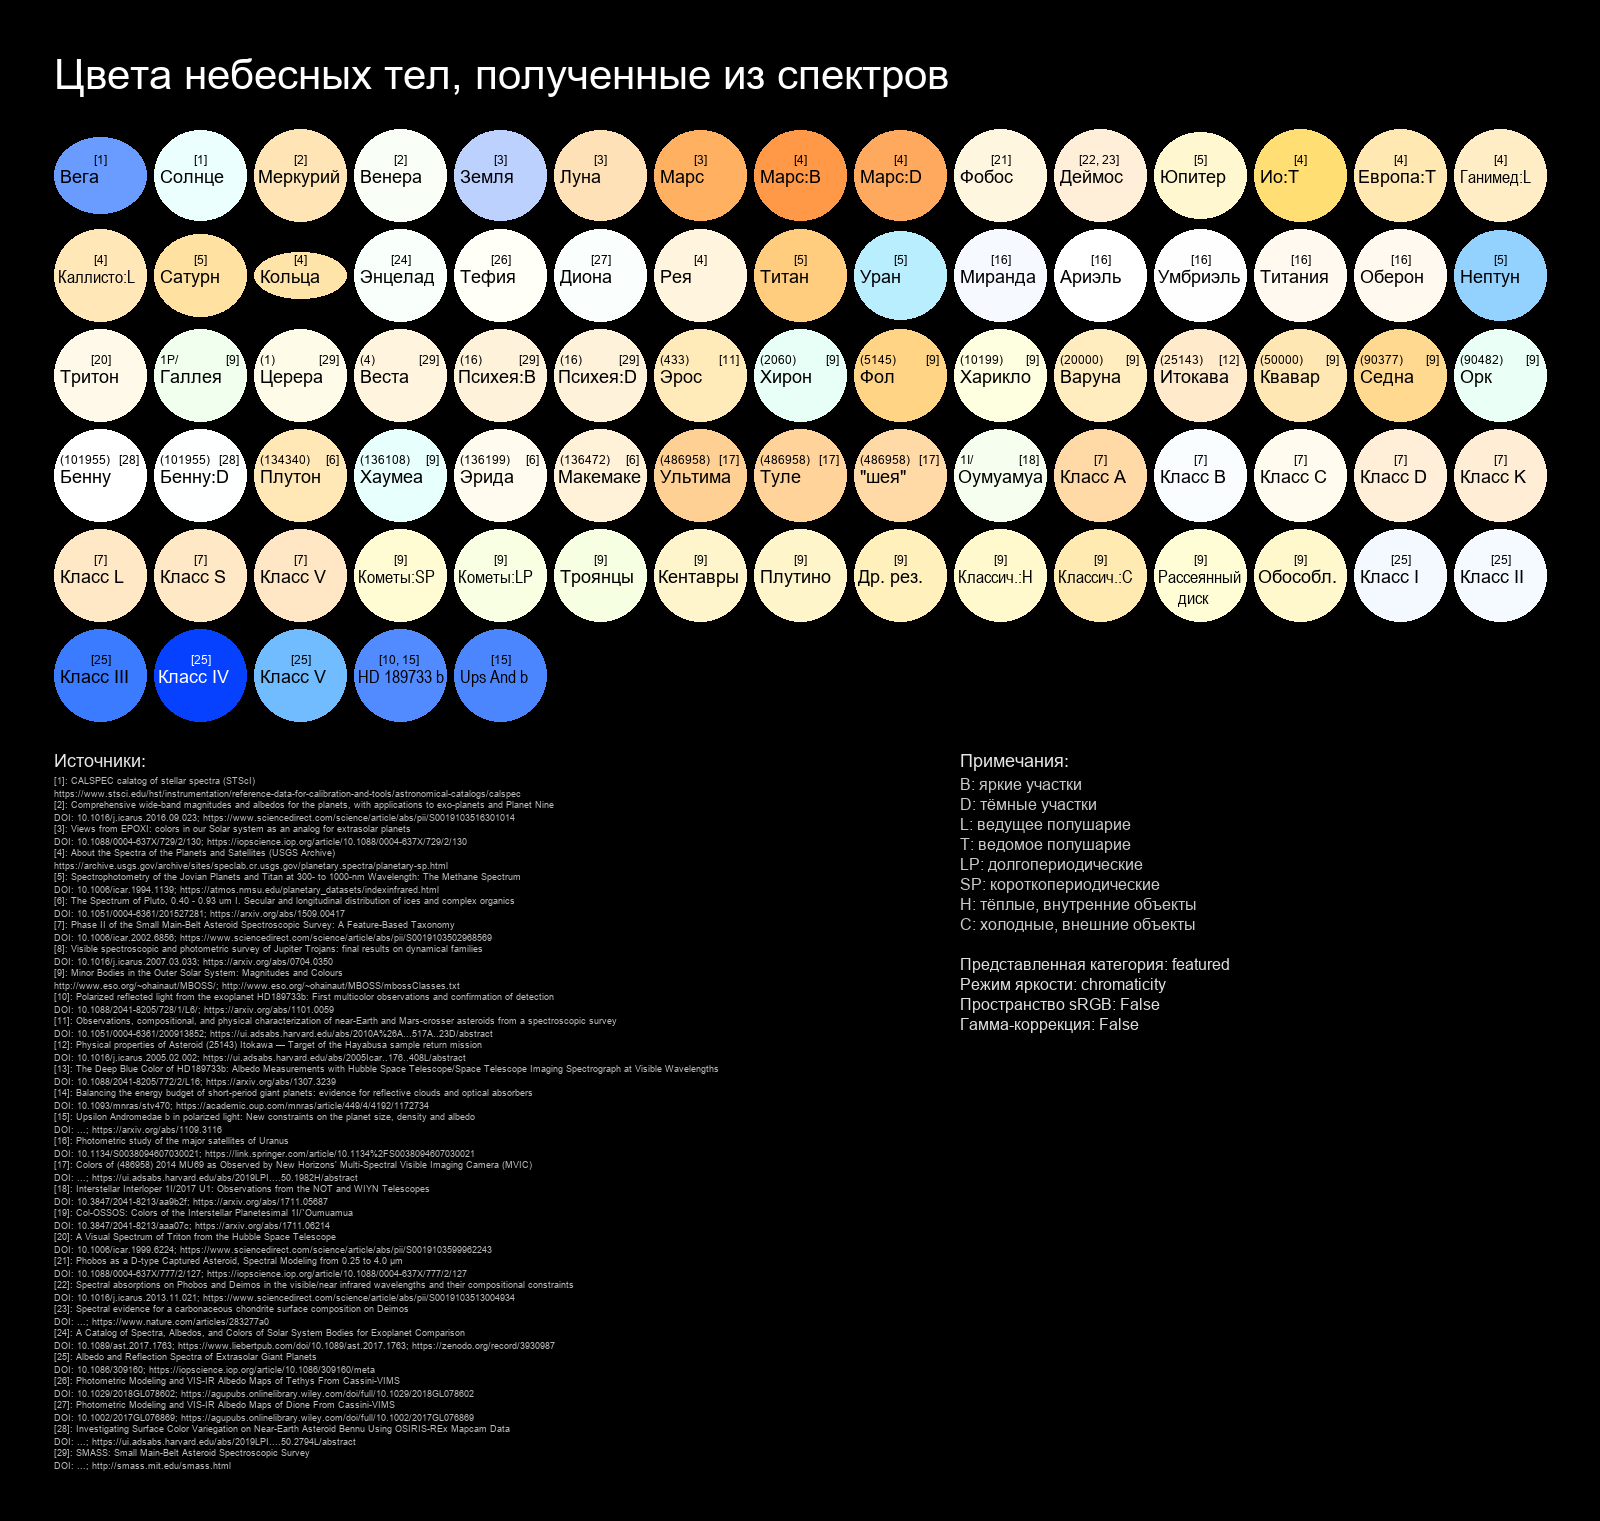 Цвета небесных тел, полученные из спектров
[1] [1] [2] [2] [3] [3] [3] [4] [4] [21] [22, 23] [5] [4] [4] [4]
Вега Солнце Меркурий Венера Земля Луна Марс Марс:B Марс:D Фобос Деймос Юпитер Ио:T Европа:T Ганимед:L
[4] [5] [4] [24] [26] [27] [4] [5] [5] [16] [16] [16] [16] [16] [5]
Каллисто:L Сатурн Кольца Энцелад Тефия Диона Рея Титан Уран Миранда Ариэль Умбриэль Титания Оберон Нептун
[20] 1P/ [9] (1) [29] (4) [29] (16) [29] (16) [29] (433) [11] (2060) [9] (5145) [9] (10199) [9] (20000) [9] (25143) [12] (50000) [9] (90377) [9] (90482) [9]
Тритон Галлея Церера Веста Психея:B Психея:D Эрос Хирон Фол Харикло Варуна Итокава Квавар Седна Орк
(101955) [28] (101955) [28] (134340) [6] (136108) [9] (136199) [6] (136472) [6] (486958) [17] (486958) [17] (486958) [17] 1I/ [18] [7] [7] [7] [7] [7]
Бенну Бенну:D Плутон Хаумеа Эрида Макемаке Ультима Туле "шея" Оумуамуа Класс A Класс B Класс C Класс D Класс K
[7] [7] [7] [9] [9] [9] [9] [9] [9] [9] [9] [9] [9] [25] [25]
Класс L Класс S Класс V Кометы:SP Кометы:LP Троянцы Кентавры Плутино Др. рез. Классич.:H Классич.:C Рассеянный Обособл. Класс I Класс II
диск
[25] [25] [25] [10, 15] [15]
Класс III Класс IV Класс V HD 189733 b Ups And b
Источники:
[1]: CALSPEC calatog of stellar spectra (STScI)
https://www.stsci.edu/hst/instrumentation/reference-data-for-calibration-and-tools/astronomical-catalogs/calspec
[2]: Comprehensive wide-band magnitudes and albedos for the planets, with applications to exo-planets and Planet Nine
DOI: 10.1016/j.icarus.2016.09.023; https://www.sciencedirect.com/science/article/abs/pii/S0019103516301014
[3]: Views from EPOXI: colors in our Solar system as an analog for extrasolar planets
DOI: 10.1088/0004-637X/729/2/130; https://iopscience.iop.org/article/10.1088/0004-637X/729/2/130
[4]: About the Spectra of the Planets and Satellites (USGS Archive)
https://archive.usgs.gov/archive/sites/speclab.cr.usgs.gov/planetary.spectra/planetary-sp.html
[5]: Spectrophotometry of the Jovian Planets and Titan at 300- to 1000-nm Wavelength: The Methane Spectrum
DOI: 10.1006/icar.1994.1139; https://atmos.nmsu.edu/planetary_datasets/indexinfrared.html
[6]: The Spectrum of Pluto, 0.40 - 0.93 um I. Secular and longitudinal distribution of ices and complex organics
DOI: 10.1051/0004-6361/201527281; https://arxiv.org/abs/1509.00417
[7]: Phase II of the Small Main-Belt Asteroid Spectroscopic Survey: A Feature-Based Taxonomy
DOI: 10.1006/icar.2002.6856; https://www.sciencedirect.com/science/article/abs/pii/S0019103502968569
[8]: Visible spectroscopic and photometric survey of Jupiter Trojans: final results on dynamical families
DOI: 10.1016/j.icarus.2007.03.033; https://arxiv.org/abs/0704.0350
[9]: Minor Bodies in the Outer Solar System: Magnitudes and Colours
http://www.eso.org/~ohainaut/MBOSS/; http://www.eso.org/~ohainaut/MBOSS/mbossClasses.txt
[10]: Polarized reflected light from the exoplanet HD189733b: First multicolor observations and confirmation of detection
DOI: 10.1088/2041-8205/728/1/L6/; https://arxiv.org/abs/1101.0059
[11]: Observations, compositional, and physical characterization of near-Earth and Mars-crosser asteroids from a spectroscopic survey
DOI: 10.1051/0004-6361/200913852; https://ui.adsabs.harvard.edu/abs/2010A%26A...517A..23D/abstract
[12]: Physical properties of Asteroid (25143) Itokawa — Target of the Hayabusa sample return mission
DOI: 10.1016/j.icarus.2005.02.002; https://ui.adsabs.harvard.edu/abs/2005Icar..176..408L/abstract
[13]: The Deep Blue Color of HD189733b: Albedo Measurements with Hubble Space Telescope/Space Telescope Imaging Spectrograph at Visible Wavelengths
DOI: 10.1088/2041-8205/772/2/L16; https://arxiv.org/abs/1307.3239
[14]: Balancing the energy budget of short-period giant planets: evidence for reflective clouds and optical absorbers
DOI: 10.1093/mnras/stv470; https://academic.oup.com/mnras/article/449/4/4192/1172734
[15]: Upsilon Andromedae b in polarized light: New constraints on the planet size, density and albedo
DOI: ...; https://arxiv.org/abs/1109.3116
[16]: Photometric study of the major satellites of Uranus
DOI: 10.1134/S0038094607030021; https://link.springer.com/article/10.1134%2FS0038094607030021
[17]: Colors of (486958) 2014 MU69 as Observed by New Horizons' Multi-Spectral Visible Imaging Camera (MVIC)
DOI: ...; https://ui.adsabs.harvard.edu/abs/2019LPI....50.1982H/abstract
[18]: Interstellar Interloper 1I/2017 U1: Observations from the NOT and WIYN Telescopes
DOI: 10.3847/2041-8213/aa9b2f; https://arxiv.org/abs/1711.05687
[19]: Col-OSSOS: Colors of the Interstellar Planetesimal 1I/'Oumuamua
DOI: 10.3847/2041-8213/aaa07c; https://arxiv.org/abs/1711.06214
[20]: A Visual Spectrum of Triton from the Hubble Space Telescope
DOI: 10.1006/icar.1999.6224; https://www.sciencedirect.com/science/article/abs/pii/S0019103599962243
[21]: Phobos as a D-type Captured Asteroid, Spectral Modeling from 0.25 to 4.0 μm
DOI: 10.1088/0004-637X/777/2/127; https://iopscience.iop.org/article/10.1088/0004-637X/777/2/127
[22]: Spectral absorptions on Phobos and Deimos in the visible/near infrared wavelengths and their compositional constraints
DOI: 10.1016/j.icarus.2013.11.021; https://www.sciencedirect.com/science/article/abs/pii/S0019103513004934
[23]: Spectral evidence for a carbonaceous chondrite surface composition on Deimos
DOI: ...; https://www.nature.com/articles/283277a0
[24]: A Catalog of Spectra, Albedos, and Colors of Solar System Bodies for Exoplanet Comparison
DOI: 10.1089/ast.2017.1763; https://www.liebertpub.com/doi/10.1089/ast.2017.1763; https://zenodo.org/record/3930987
[25]: Albedo and Reflection Spectra of Extrasolar Giant Planets
DOI: 10.1086/309160; https://iopscience.iop.org/article/10.1086/309160/meta
[26]: Photometric Modeling and VIS-IR Albedo Maps of Tethys From Cassini-VIMS
DOI: 10.1029/2018GL078602; https://agupubs.onlinelibrary.wiley.com/doi/full/10.1029/2018GL078602
[27]: Photometric Modeling and VIS-IR Albedo Maps of Dione From Cassini-VIMS
DOI: 10.1002/2017GL076869; https://agupubs.onlinelibrary.wiley.com/doi/full/10.1002/2017GL076869
[28]: Investigating Surface Color Variegation on Near-Earth Asteroid Bennu Using OSIRIS-REx Mapcam Data
DOI: ...; https://ui.adsabs.harvard.edu/abs/2019LPI....50.2794L/abstract
[29]: SMASS: Small Main-Belt Asteroid Spectroscopic Survey
DOI: ...; http://smass.mit.edu/smass.html
Примечания:
B: яркие участки
D: тёмные участки
L: ведущее полушарие
T: ведомое полушарие
LP: долгопериодические
SP: короткопериодические
H: тёплые, внутренние объекты
C: холодные, внешние объекты
Представленная категория: featured
Режим яркости: chromaticity
Пространство sRGB: False
Гамма-коррекция: False